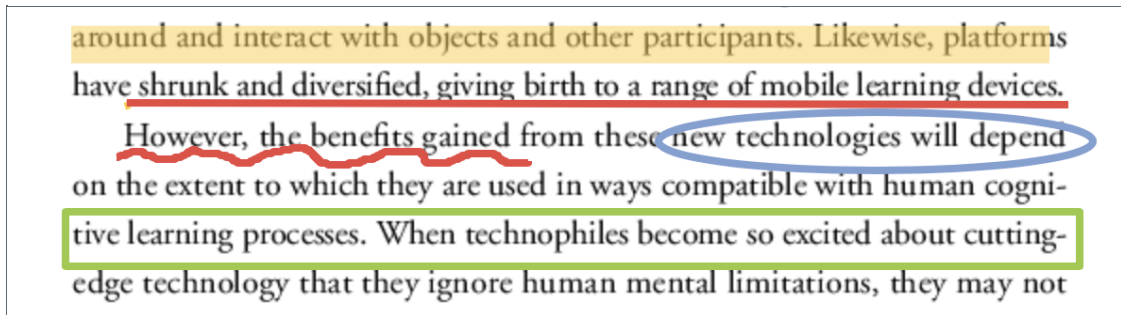 around and interact with objects and other participants. Likewise, platforms
have shrunk and diversified, giving birth to a range of mobile learning devices.
However, the benefits gained from these new technologies will depend
on the extent to which they are used in ways compatible with human cogni-
tive learning processes. When technophiles become so excited about cutting-
edge technology that they ignore human mental limitations, they may not